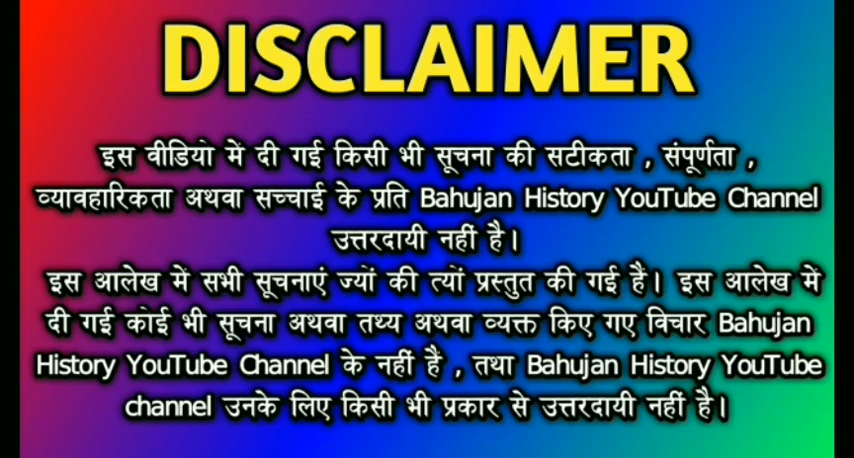 DISCLAIMER
इस वीडियो में दी गई किसी भी सूचना की सटीकता , संपूर्णता ,
व्यावहारिकता अथवा सच्चाई के प्रति Bahujan History YouTube Channel
उत्तरदायी नहीं है।
इस आलेख में सभी सूचनाएं ज्यों की त्यों प्रस्तुत की गई हैं। इस आलेख में
दी गई कोई भी सूचना अथवा तथ्य अथवा व्यक्त किए गए विचार Bahujan
History YouTube Channel के नहीं है , तथा Bahujan History YouTube
channel उनके लिए किसी भी प्रकार से उत्तरदायी नहीं है।